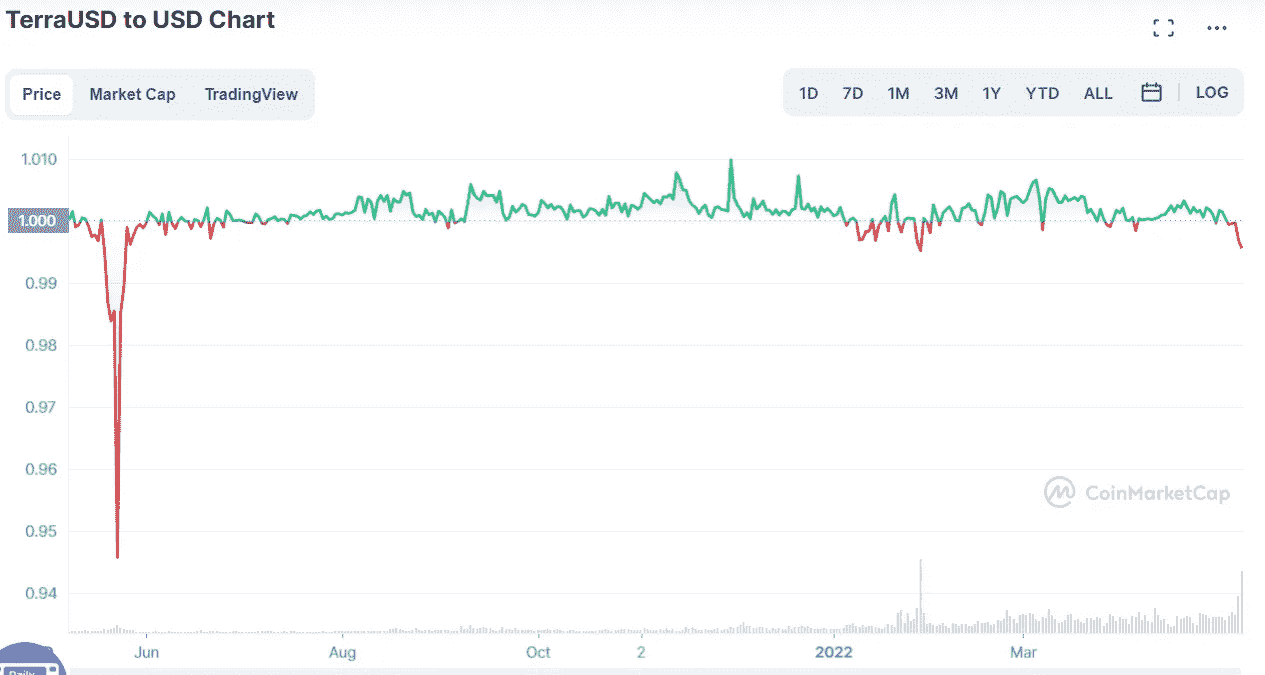 TerraUSD to USD Chart
Price Market Cap TradingView
1D 7D 1M 3M 1Y YTD ALL LOG
1.010
1.000
0.99
0.98
0.97
0.96
0.95
0.94
CoinMarketCap
Jun Aug Oct 2 2022 Mar
Daily